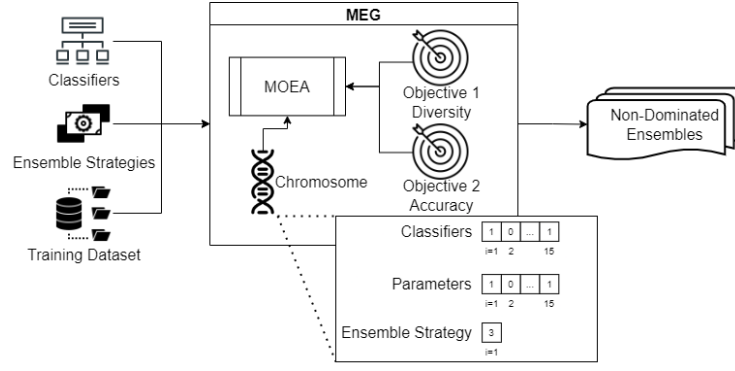 MEG
Classifiers
Ensemble Strategies
Training Dataset
MOEA
Chromosome
Objective 1
Diversity
Objective 2
Accuracy
Non-Dominated
Ensembles
Classifiers 1 0 ... 1
i=1 2 15
Parameters 1 0 ... 1
i=1 2 15
Ensemble Strategy 3
i=1